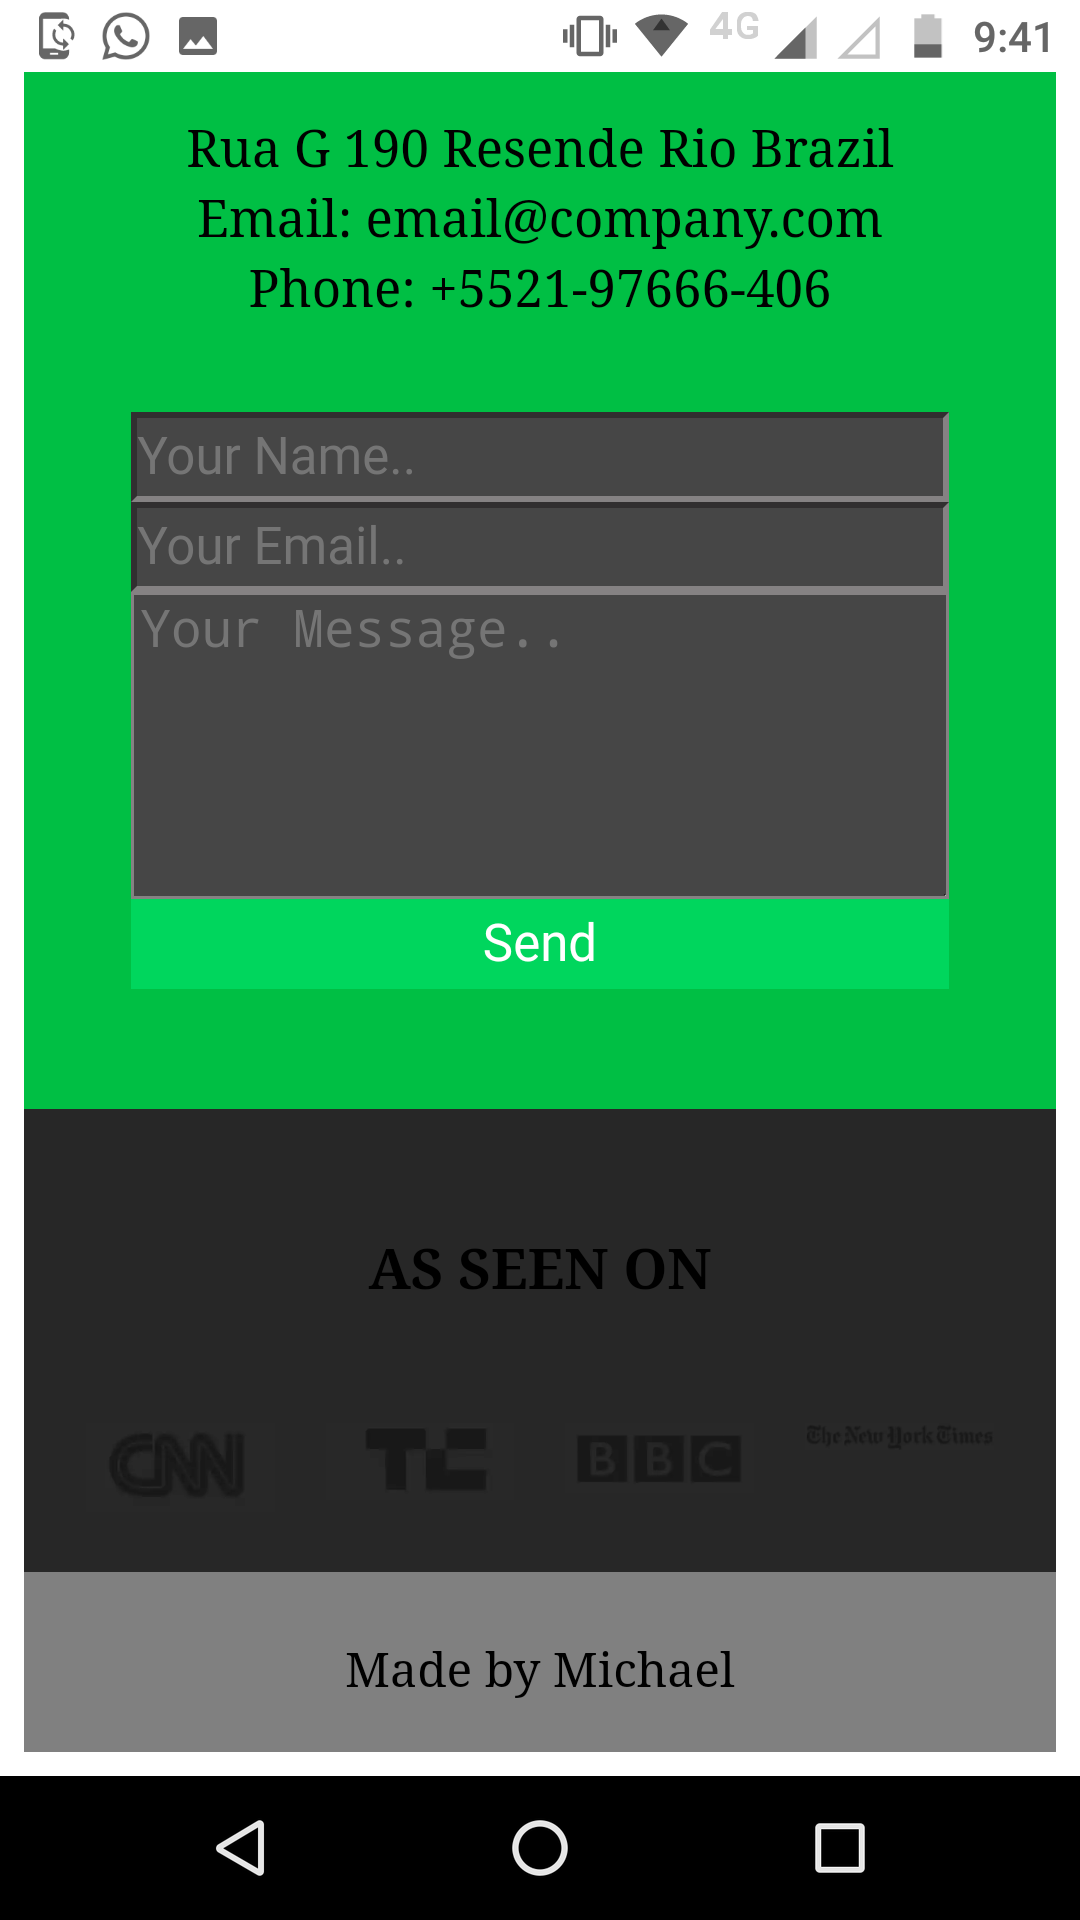 4G 9:41
Rua G 190 Resende Rio Brazil
Email: email@company.com
Phone: +5521-97666-406
Your Name..
Your Email..
Your Message..
Send
AS SEEN ON
CNN TC BBC The New York Times
Made by Michael